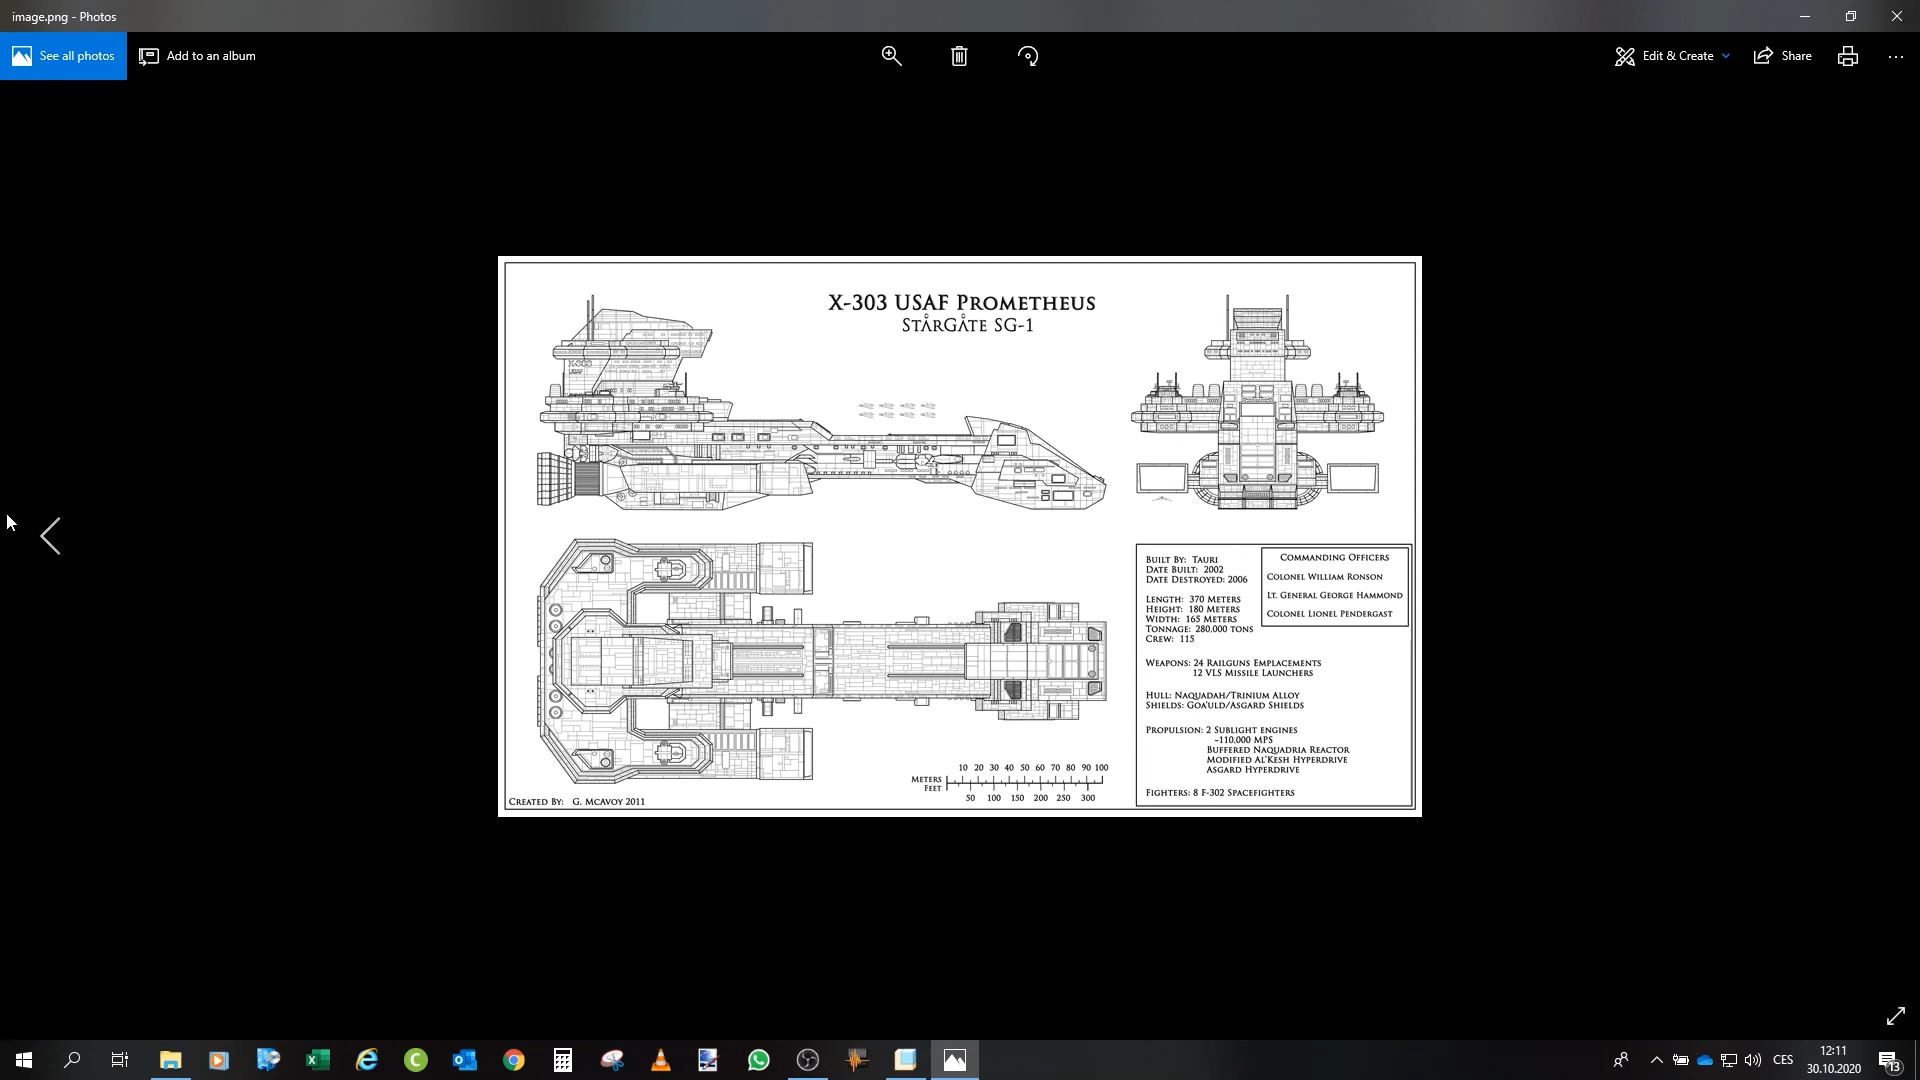 image.png - Photos
See all photos
Add to an album
Edit & Create
Share
X-303 USAF Prometheus
Stargate SG-1
X-303
USAF
Built By: Tauri
Date Built: 2002
Date Destroyed: 2006
Length: 370 Meters
Height: 180 Meters
Width: 165 Meters
Tonnage: 280,000 tons
Crew: 115
Commanding Officers
Colonel William Ronson
Lt. General George Hammond
Colonel Lionel Pendergast
Weapons: 24 Railguns Emplacements
12 VLS Missile Launchers
Hull: Naquadah/Trinium Alloy
Shields: Goa'uld/Asgard Shields
Propulsion: 2 Sublight engines
~110,000 MPS
Buffered Naquadria Reactor
Modified Al'Kesh Hyperdrive
Asgard Hyperdrive
Fighters: 8 F-302 Spacefighters
10 20 30 40 50 60 70 80 90 100
Meters
Feet
50 100 150 200 250 300
Created By: G. McAvoy 2011
CES
12:11
30.10.2020
13